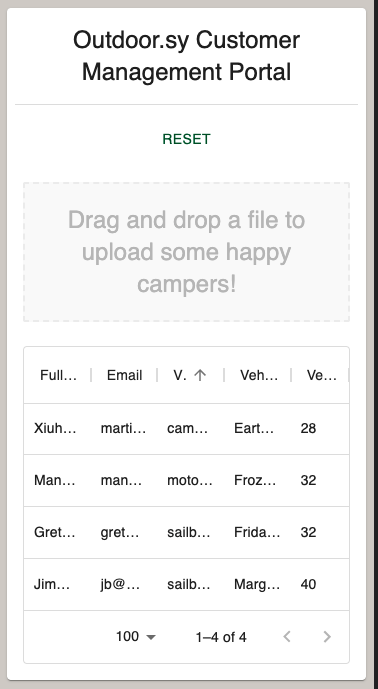 Outdoor.sy Customer
Management Portal
RESET
Drag and drop a file to
upload some happy
campers!
Full... Email V. Veh... Ve...
Xiuh... marti... cam... Eart... 28
Man... man... moto... Froz... 32
Gret... gret... sailb... Frida... 32
Jim... jb@... sailb... Marg... 40
100 1–4 of 4